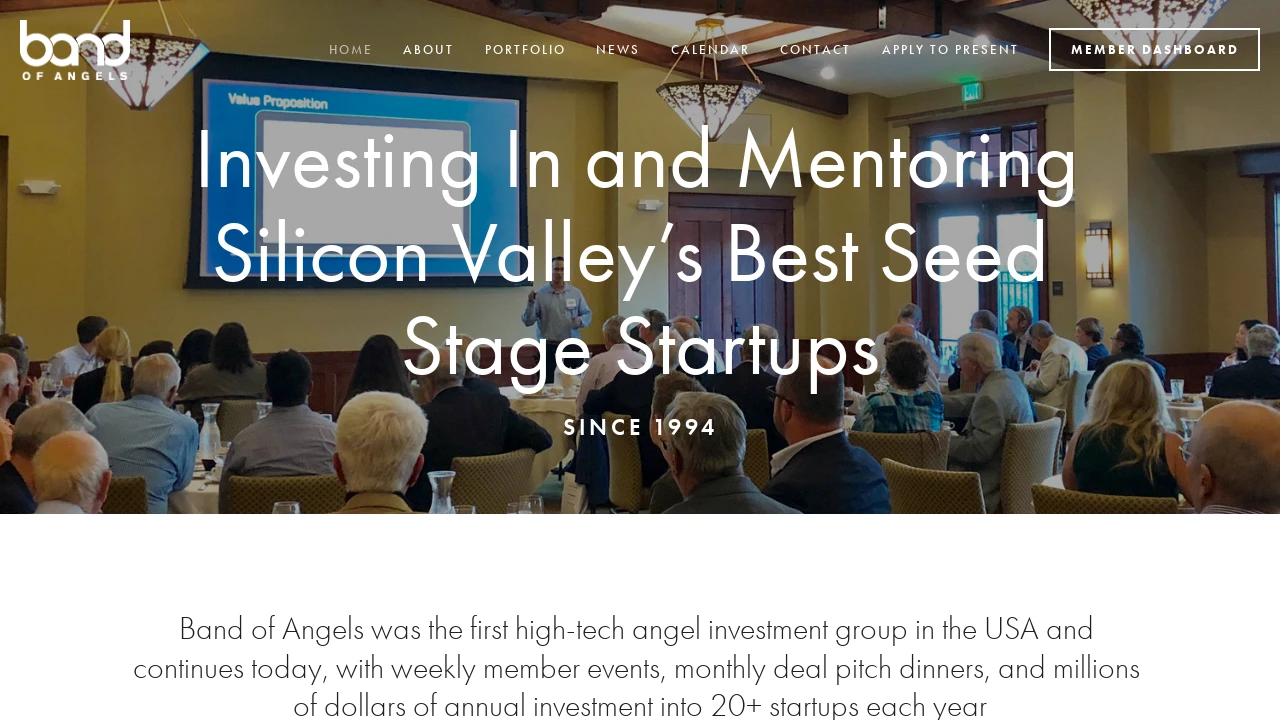 band
OF ANGELS
HOME
ABOUT
PORTFOLIO
NEWS
CALENDAR
CONTACT
APPLY TO PRESENT
MEMBER DASHBOARD
Value Proposition
Investing In and Mentoring
Silicon Valley’s Best Seed
Stage Startups
SINCE 1994
Band of Angels was the first high-tech angel investment group in the USA and
continues today, with weekly member events, monthly deal pitch dinners, and millions
of dollars of annual investment into 20+ startups each year